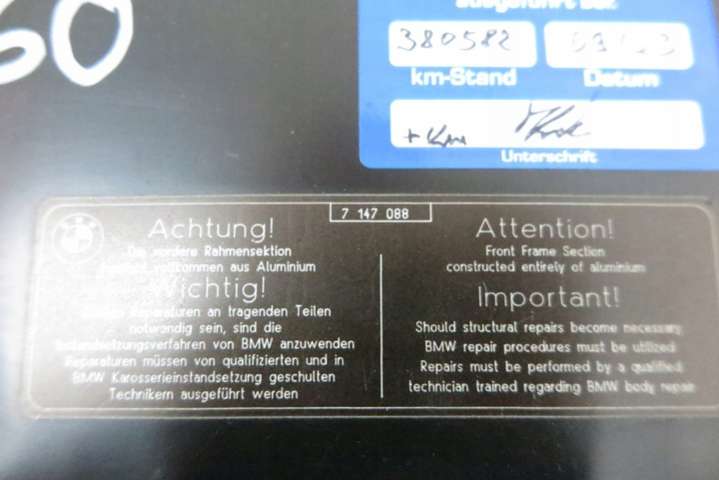 60
ausgeführt bei:
380582
km-Stand
Datum
+Km
Unterschrift
7 147 088
Achtung!
Die vordere Rahmensektion
vollkommen aus Aluminium
Wichtig!
Reparaturen an tragenden Teilen
notwendig sein, sind die
Instandsetzungsverfahren von BMW anzuwenden
Reparaturen müssen von qualifizierten und in
BMW Karosserieinstandsetzung geschulten
Technikern ausgeführt werden
Attention!
Front Frame Section
constructed entirely of aluminium
Important!
Should structural repairs become necessary
BMW repair procedures must be utilized
Repairs must be performed by a qualified
technician trained regarding BMW body repair